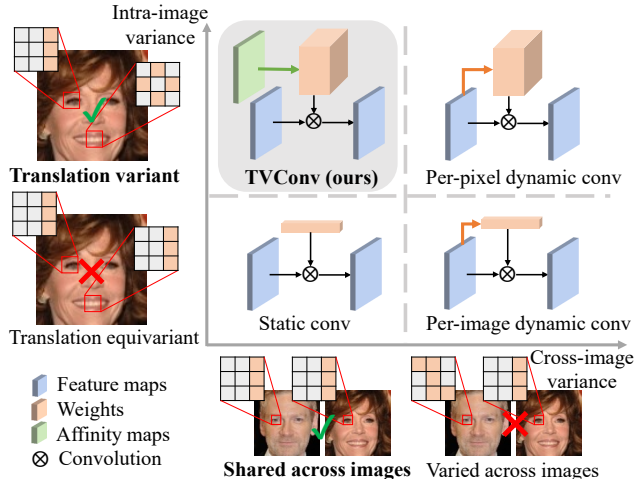 Intra-image
variance
Translation variant
TVConv (ours)
Per-pixel dynamic conv
Translation equivariant
Static conv
Per-image dynamic conv
Cross-image
variance
Feature maps
Weights
Affinity maps
Convolution
Shared across images
Varied across images